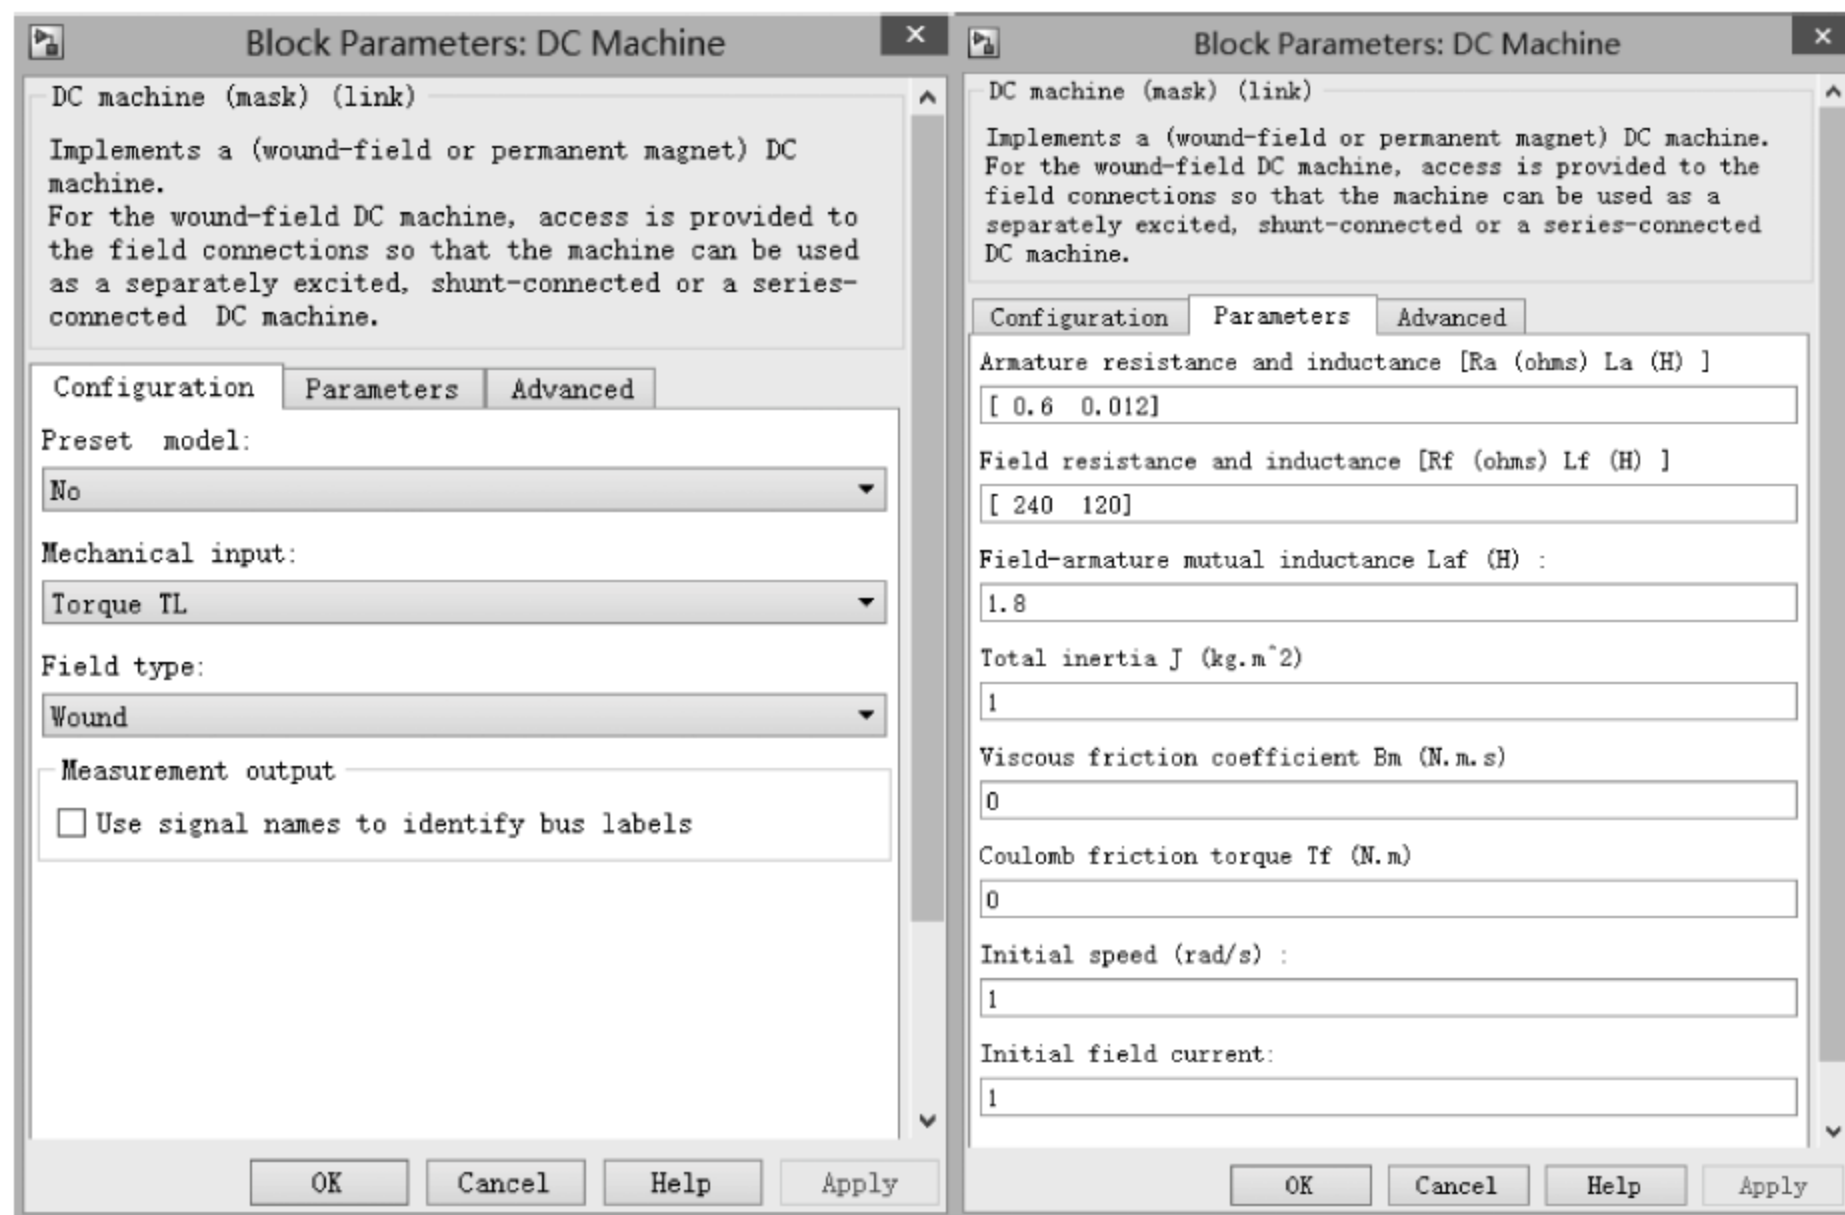 Block Parameters: DC Machine
DC machine (mask) (link)
Implements a (wound-field or permanent magnet) DC
machine.
For the wound-field DC machine, access is provided to
the field connections so that the machine can be used
as a separately excited, shunt-connected or a series-
connected DC machine.
Configuration Parameters Advanced
Preset model:
No
Mechanical input:
Torque TL
Field type:
Wound
Measurement output
Use signal names to identify bus labels
OK Cancel Help Apply
Block Parameters: DC Machine
DC machine (mask) (link)
Implements a (wound-field or permanent magnet) DC machine.
For the wound-field DC machine, access is provided to the
field connections so that the machine can be used as a
separately excited, shunt-connected or a series-connected
DC machine.
Configuration Parameters Advanced
Armature resistance and inductance [Ra (ohms) La (H) ]
[ 0.6 0.012]
Field resistance and inductance [Rf (ohms) Lf (H) ]
[ 240 120]
Field-armature mutual inductance Laf (H) :
1.8
Total inertia J (kg.m^2)
1
Viscous friction coefficient Bm (N.m.s)
0
Coulomb friction torque Tf (N.m)
0
Initial speed (rad/s) :
1
Initial field current:
1
OK Cancel Help Apply